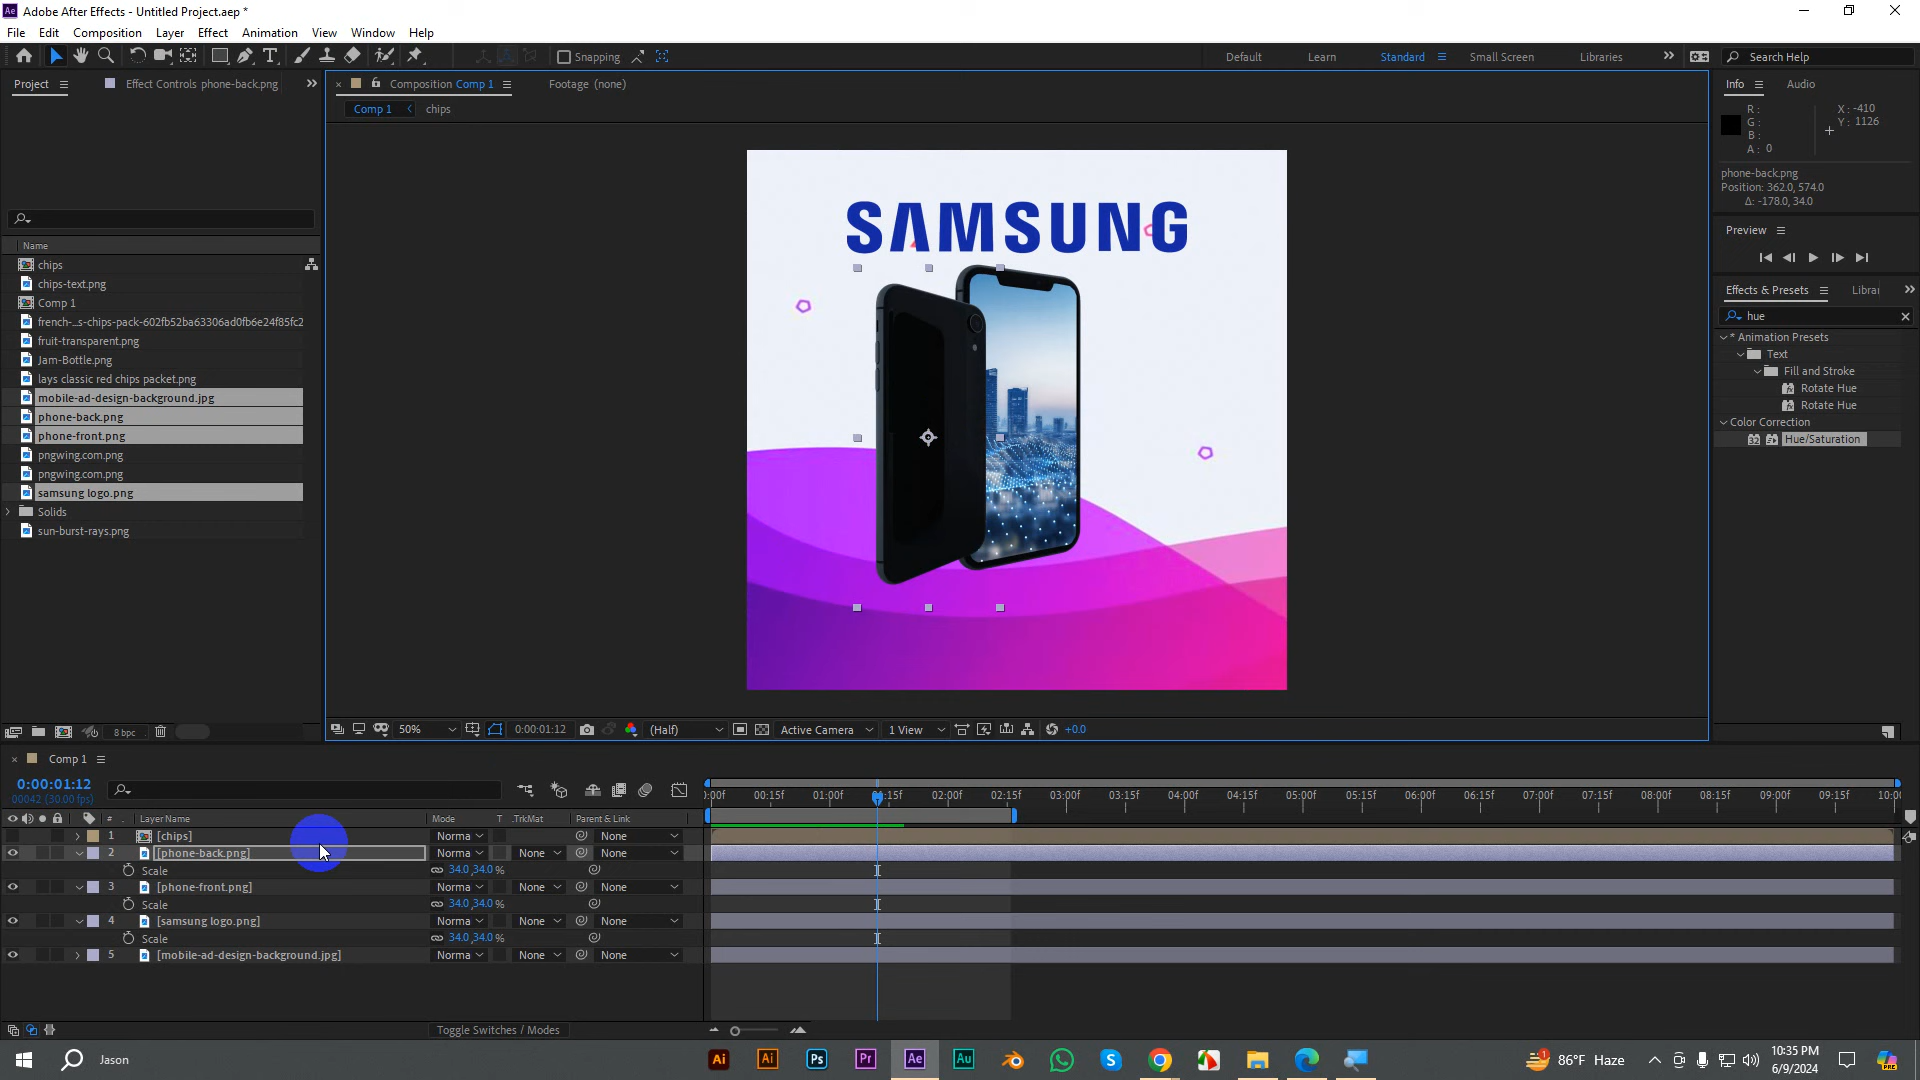 Adobe After Effects - Untitled Project.aep *
File Edit Composition Layer Effect Animation View Window Help
Snapping
Default Learn Standard Small Screen Libraries Search Help
Project Effect Controls phone-back.png
Composition Comp 1 Footage (none)
Comp 1 chips
Name
chips
chips-text.png
Comp 1
french-...s-chips-pack-602fb52ba63306ad0fb6e24f85fc2
fruit-transparent.png
Jam-Bottle.png
lays classic red chips packet.png
mobile-ad-design-background.jpg
phone-back.png
phone-front.png
pngwing.com.png
pngwing.com.png
samsung logo.png
Solids
sun-burst-rays.png
8 bpc
SAMSUNG
50% 0:00:01:12 (Half) Active Camera 1 View +0.0
Info Audio
R : X : -410
G : Y : 1126
B :
A : 0
phone-back.png
Position: 362.0, 574.0
Δ: -178.0, 34.0
Preview
Effects & Presets Librar
hue
* Animation Presets
Text
Fill and Stroke
Rotate Hue
Rotate Hue
Color Correction
Hue/Saturation
Comp 1
0:00:01:12
00042 (30.00 fps)
# Layer Name Mode T .TrkMat Parent & Link
1 [chips] Norma None
2 [phone-back.png] Norma None None
Scale 34.0,34.0 %
3 [phone-front.png] Norma None None
Scale 34.0,34.0 %
4 [samsung logo.png] Norma None None
Scale 34.0,34.0 %
5 [mobile-ad-design-background.jpg] Norma None None
Toggle Switches / Modes
:00f 00:15f 01:00f 01:15f 02:00f 02:15f 03:00f 03:15f 04:00f 04:15f 05:00f 05:15f 06:00f 06:15f 07:00f 07:15f 08:00f 08:15f 09:00f 09:15f 10:00
Jason
Ai Ai Ps Pr Ae Au
86°F Haze
10:35 PM
6/9/2024